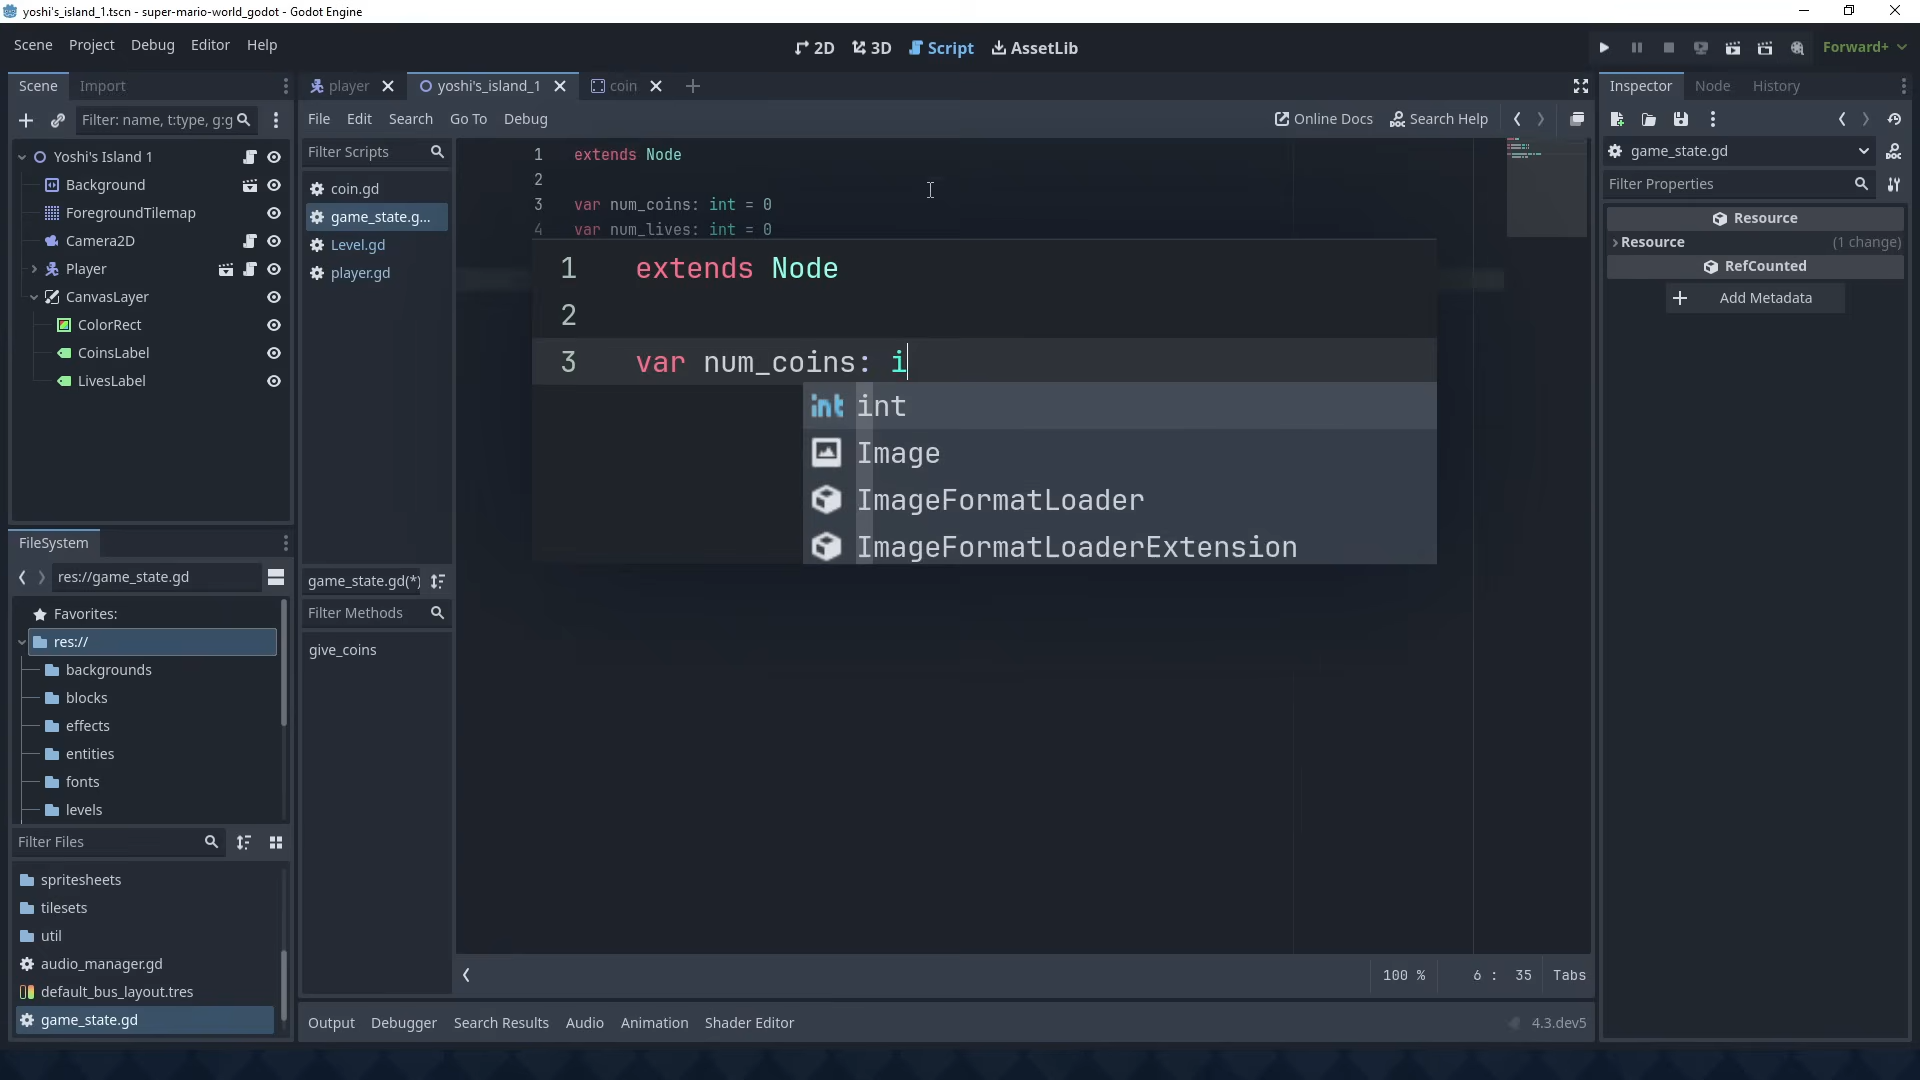 yoshi's_island_1.tscn - super-mario-world_godot - Godot Engine
Scene Project Debug Editor Help
2D 3D Script AssetLib
Forward+
Scene Import
player yoshi's_island_1 coin
Inspector Node History
Filter: name, t:type, g:g
File Edit Search Go To Debug
Online Docs Search Help
Yoshi's Island 1
Background
ForegroundTilemap
Camera2D
Player
CanvasLayer
ColorRect
CoinsLabel
LivesLabel
Filter Scripts
coin.gd
game_state.g...
Level.gd
player.gd
1 extends Node
2
3 var num_coins: int = 0
4 var num_lives: int = 0
1 extends Node
2
3 var num_coins: i
int
Image
ImageFormatLoader
ImageFormatLoaderExtension
game_state.gd
Filter Properties
Resource
Resource (1 change)
RefCounted
Add Metadata
FileSystem
res://game_state.gd
Favorites:
res://
backgrounds
blocks
effects
entities
fonts
levels
Filter Files
spritesheets
tilesets
util
audio_manager.gd
default_bus_layout.tres
game_state.gd
game_state.gd(*)
Filter Methods
give_coins
100 % 6 : 35 Tabs
Output Debugger Search Results Audio Animation Shader Editor
4.3.dev5